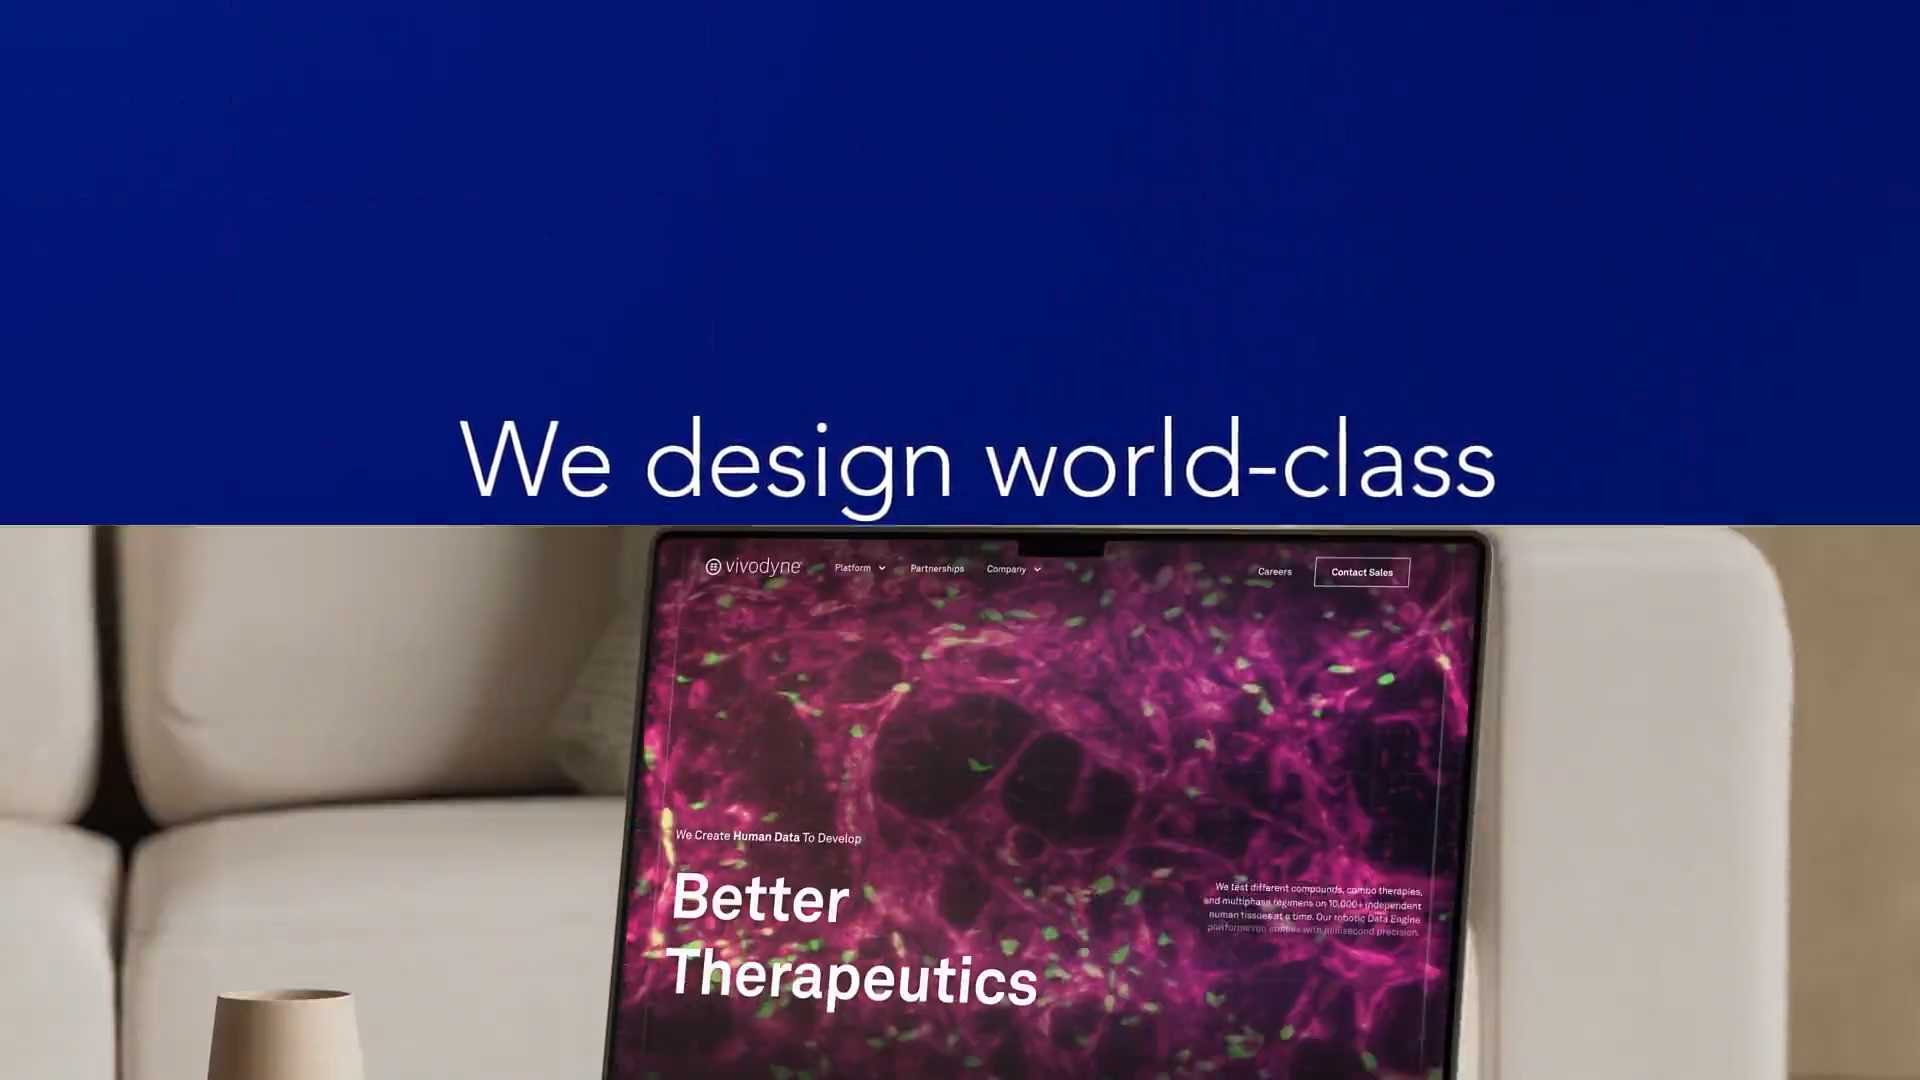 We design world-class
vivodyne
Platform
Partnerships
Company
Careers
Contact Sales
We Create Human Data To Develop
Better
Therapeutics
We test different compounds, combo therapies,
and multiphase regimens on 10,000+ independent
human tissues at a time. Our robotic Data Engine
with millisecond precision.